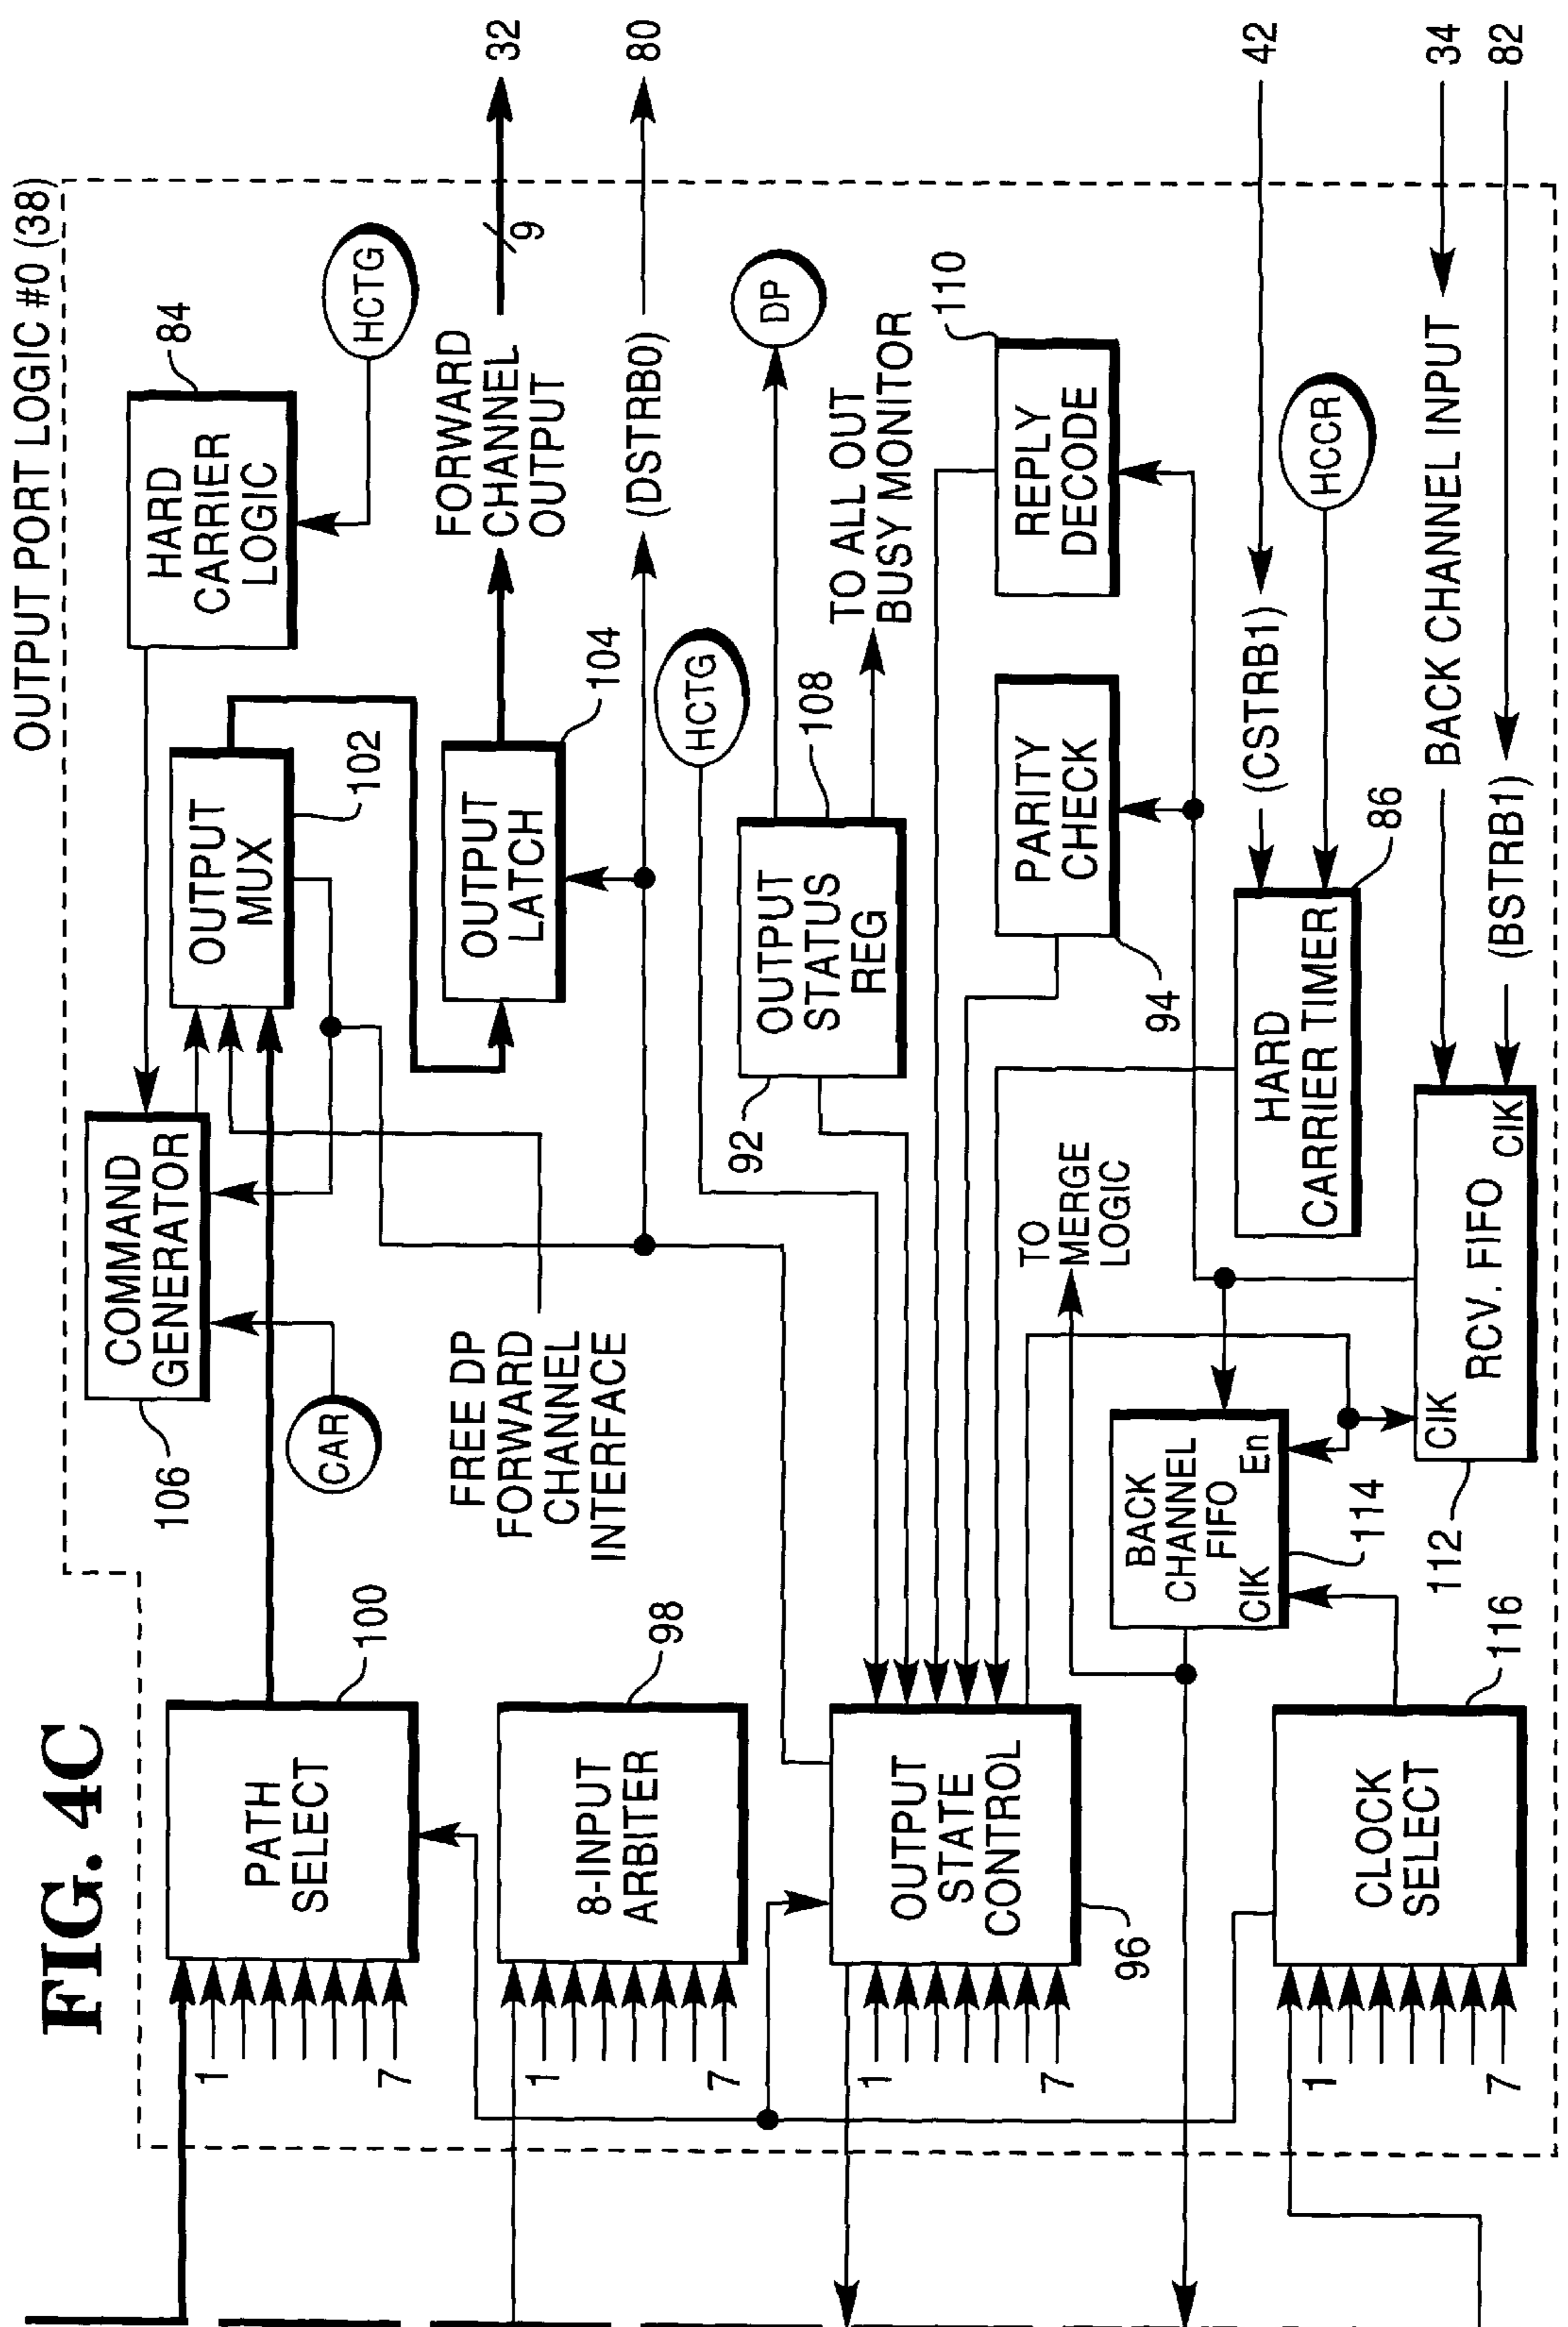 FIG. 4C
OUTPUT PORT LOGIC #0 (38)
HARD
CARRIER
LOGIC
84
HCTG
COMMAND
GENERATOR
106
CAR
OUTPUT
MUX
102
PATH
SELECT
100
1
7
FORWARD
CHANNEL
OUTPUT
9
32
OUTPUT
LATCH
104
(DSTRB0)
80
FREE DP
FORWARD
CHANNEL
INTERFACE
8-INPUT
ARBITER
98
1
7
HCTG
DP
OUTPUT
STATUS
REG
108
92
TO ALL OUT
BUSY MONITOR
OUTPUT
STATE
CONTROL
96
1
7
REPLY
DECODE
110
PARITY
CHECK
94
TO
MERGE
LOGIC
(CSTRB1)
42
HCCR
HARD
CARRIER TIMER
86
BACK
CHANNEL
FIFO
ClK
En
114
CLOCK
SELECT
116
1
7
BACK CHANNEL INPUT
34
(BSTRB1)
82
RCV. FIFO
ClK
ClK
112